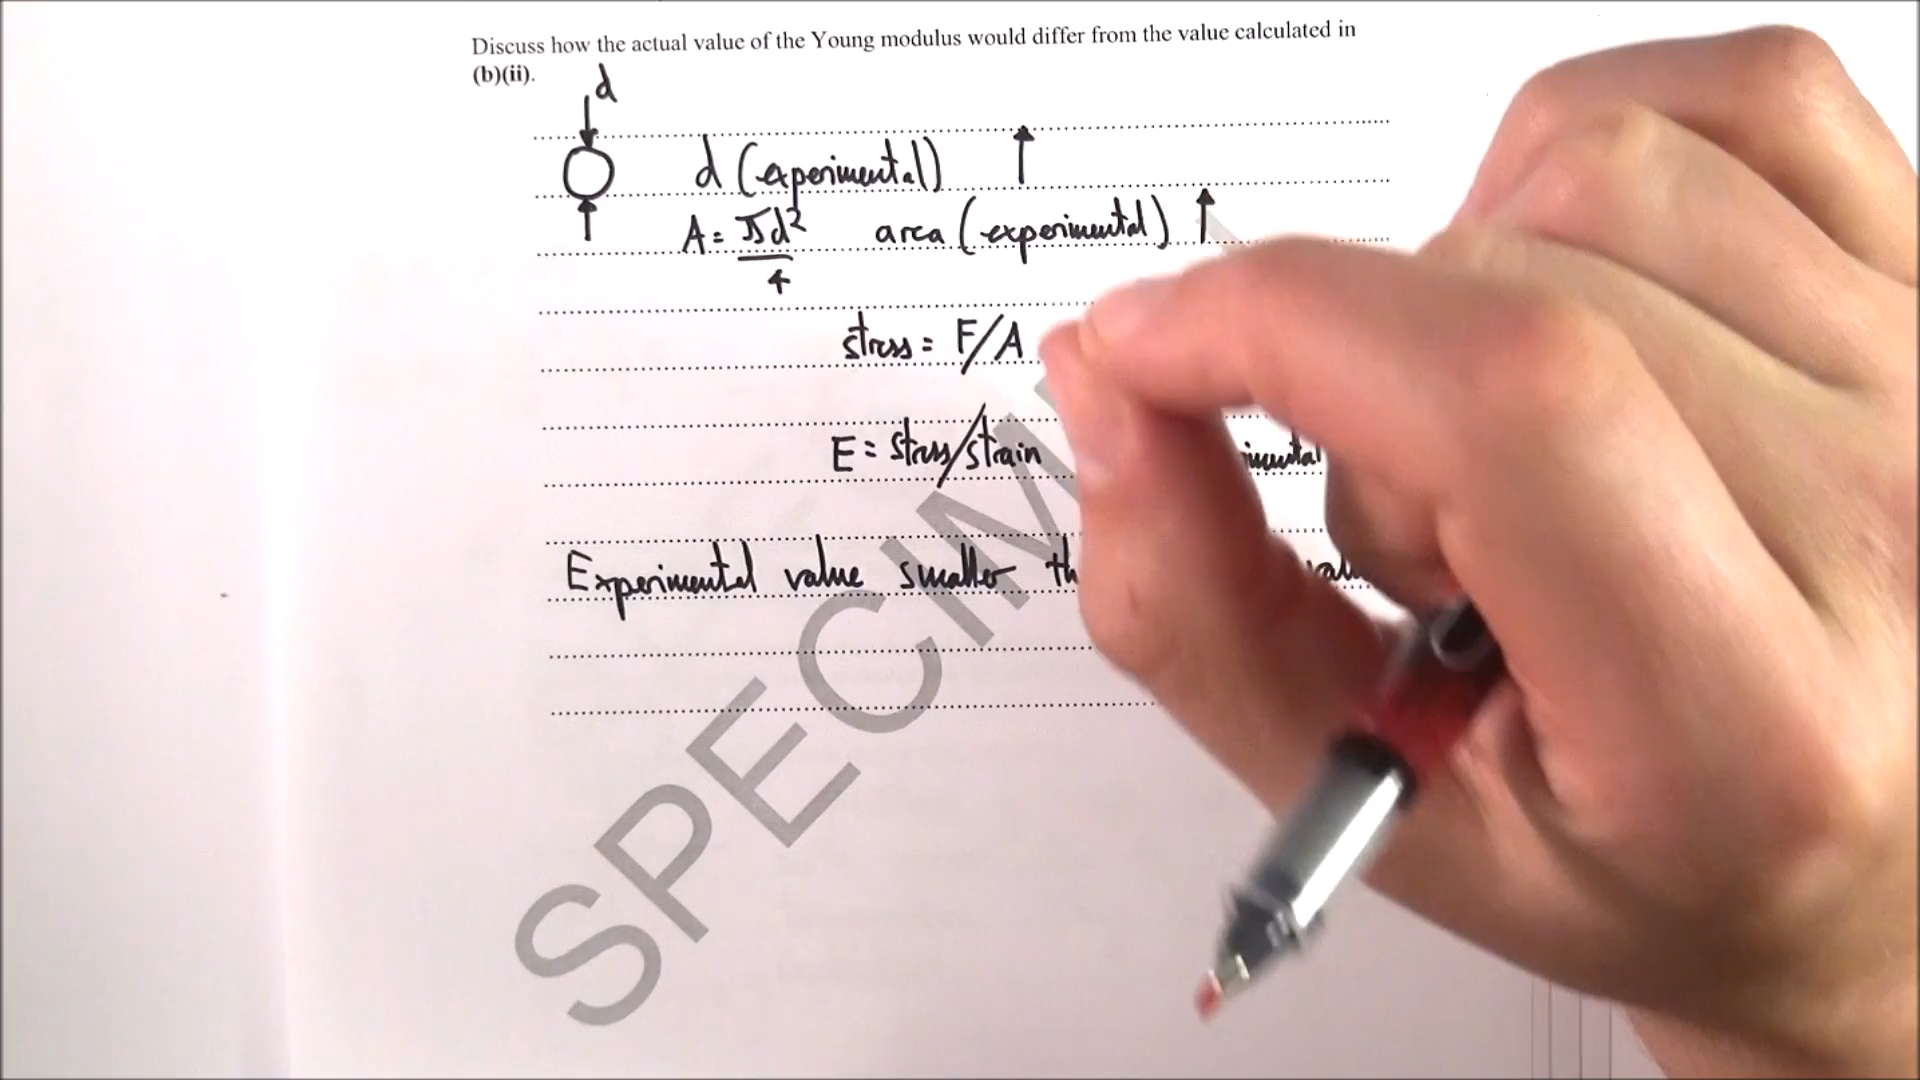 Discuss how the actual value of the Young modulus would differ from the value calculated in
(b)(ii).
d
d (experimental) ↑
A = πd²/4 area (experimental) ↑
stress = F/A
E = stress/strain
Experimental value smaller
SPECIM